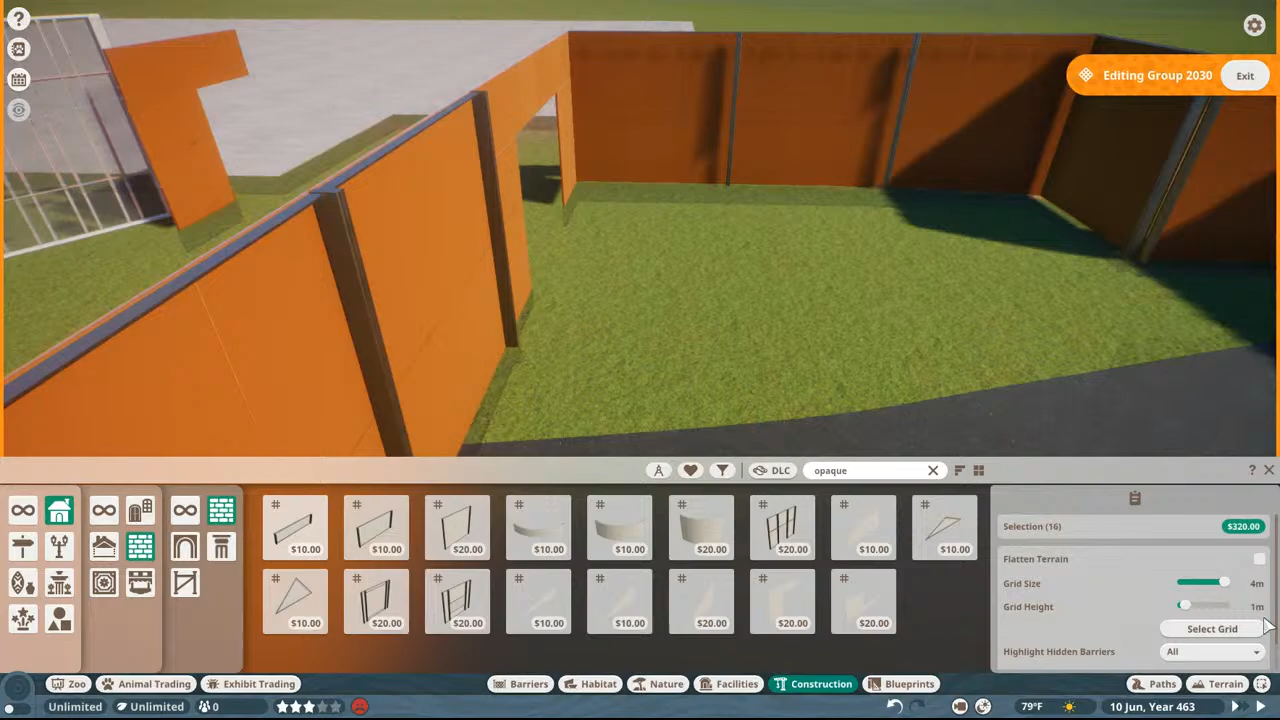 ?
Editing Group 2030 Exit
DLC opaque
?
$10.00 $10.00 $20.00 $10.00 $10.00 $20.00 $20.00 $10.00 $10.00
$10.00 $20.00 $20.00 $10.00 $10.00 $20.00 $20.00 $20.00
Selection (16) $320.00
Flatten Terrain
Grid Size 4m
Grid Height 1m
Select Grid
Highlight Hidden Barriers All
Zoo Animal Trading Exhibit Trading Barriers Habitat Nature Facilities Construction Blueprints Paths Terrain
Unlimited Unlimited 0 79°F 10 Jun, Year 463